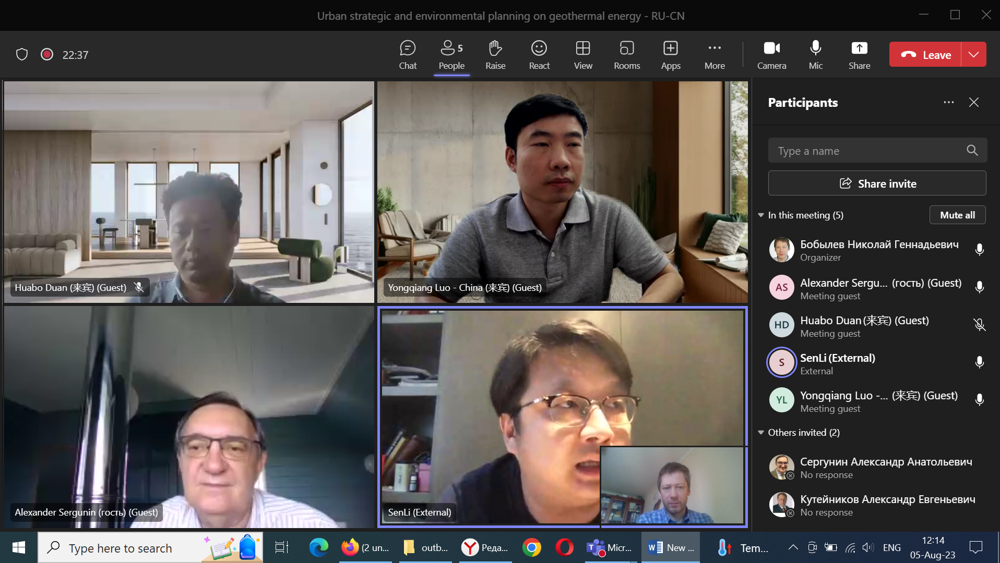 Urban strategic and environmental planning on geothermal energy - RU-CN
22:37
Chat
People
5
Raise
React
View
Rooms
Apps
More
Camera
Mic
Share
Leave
Huabo Duan (来宾) (Guest)
Yongqiang Luo - China (来宾) (Guest)
Alexander Sergunin (гость) (Guest)
SenLi (External)
Participants
Type a name
Share invite
In this meeting (5)
Mute all
Бобылев Николай Геннадьевич
Organizer
AS
Alexander Sergu... (гость) (Guest)
Meeting guest
HD
Huabo Duan (来宾) (Guest)
Meeting guest
S
SenLi (External)
External
YL
Yongqiang Luo -... (来宾) (Guest)
Meeting guest
Others invited (2)
Сергунин Александр Анатольевич
No response
Кутейников Александр Евгеньевич
No response
Type here to search
(2 un...
outb...
Реда...
Micr...
New ...
Tem...
ENG
12:14
05-Aug-23